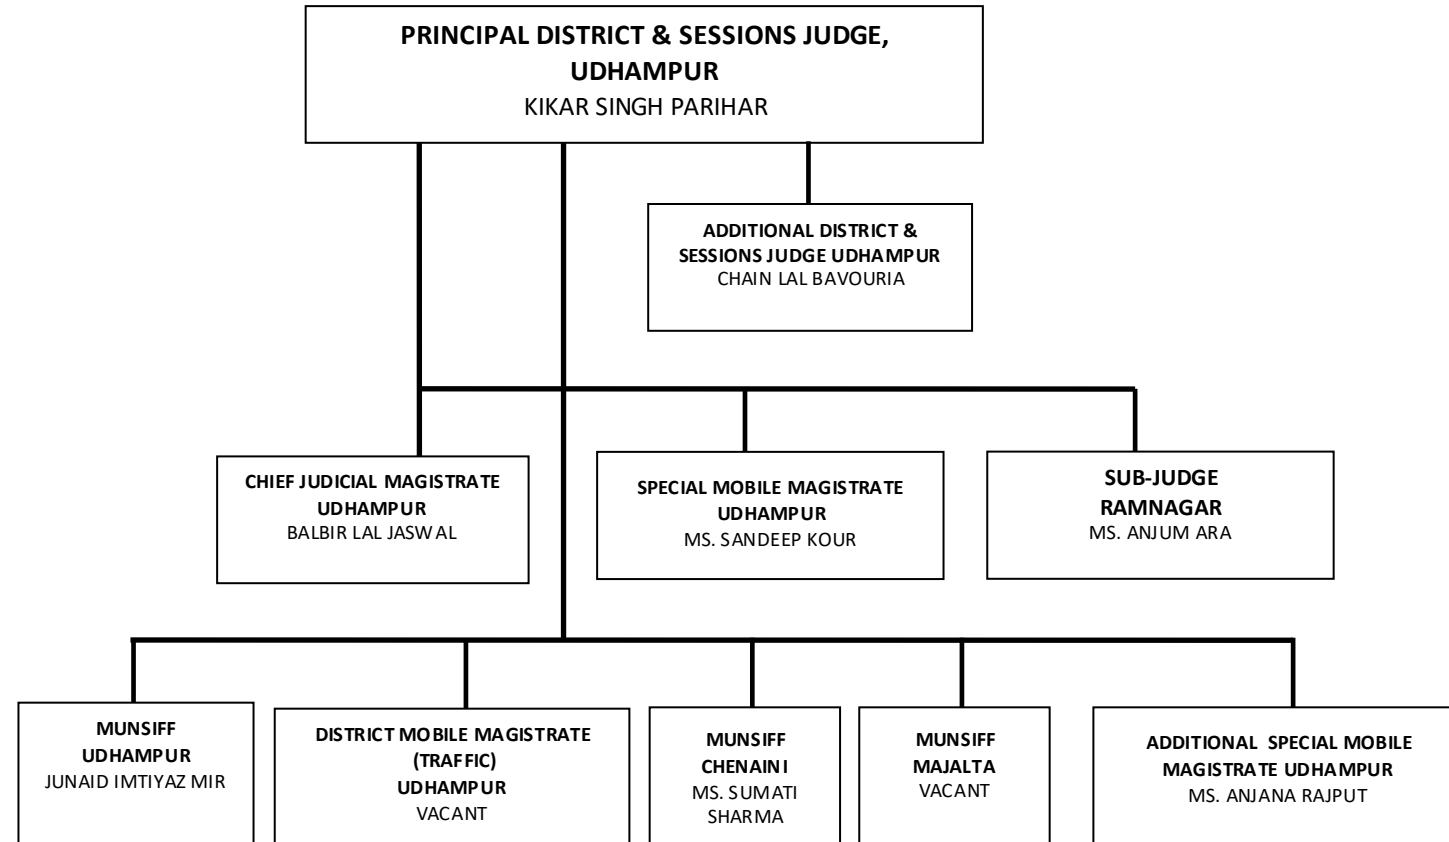 PRINCIPAL DISTRICT & SESSIONS JUDGE,
UDHAMPUR
KIKAR SINGH PARIHAR
ADDITIONAL DISTRICT &
SESSIONS JUDGE UDHAMPUR
CHAIN LAL BAVOURIA
CHIEF JUDICIAL MAGISTRATE
UDHAMPUR
BALBIR LAL JASWAL
SPECIAL MOBILE MAGISTRATE
UDHAMPUR
MS. SANDEEP KOUR
SUB-JUDGE
RAMNAGAR
MS. ANJUM ARA
MUNSIFF
UDHAMPUR
JUNAID IMTIYAZ MIR
DISTRICT MOBILE MAGISTRATE
(TRAFFIC)
UDHAMPUR
VACANT
MUNSIFF
CHENAINI
MS. SUMATI
SHARMA
MUNSIFF
MAJALTA
VACANT
ADDITIONAL SPECIAL MOBILE
MAGISTRATE UDHAMPUR
MS. ANJANA RAJPUT